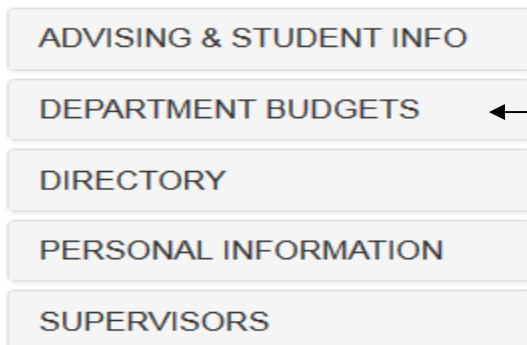 ADVISING & STUDENT INFO
DEPARTMENT BUDGETS
DIRECTORY
PERSONAL INFORMATION
SUPERVISORS